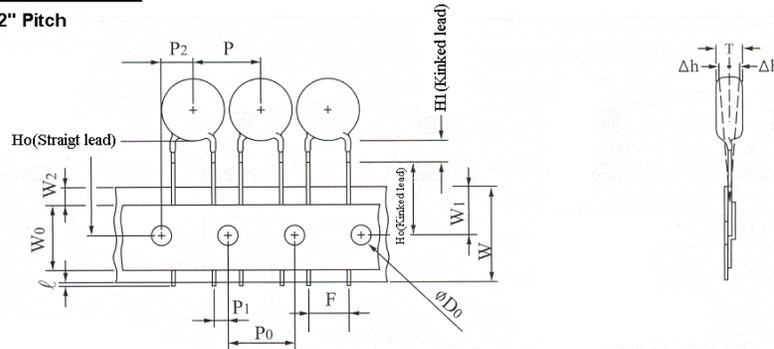 2" Pitch
P2
P
H1(Kinked lead)
T
Δh
Δh
Ho(Straigt lead)
W2
W0
Ho(Kinked lead)
W1
W
ℓ
P1
F
øD0
P0